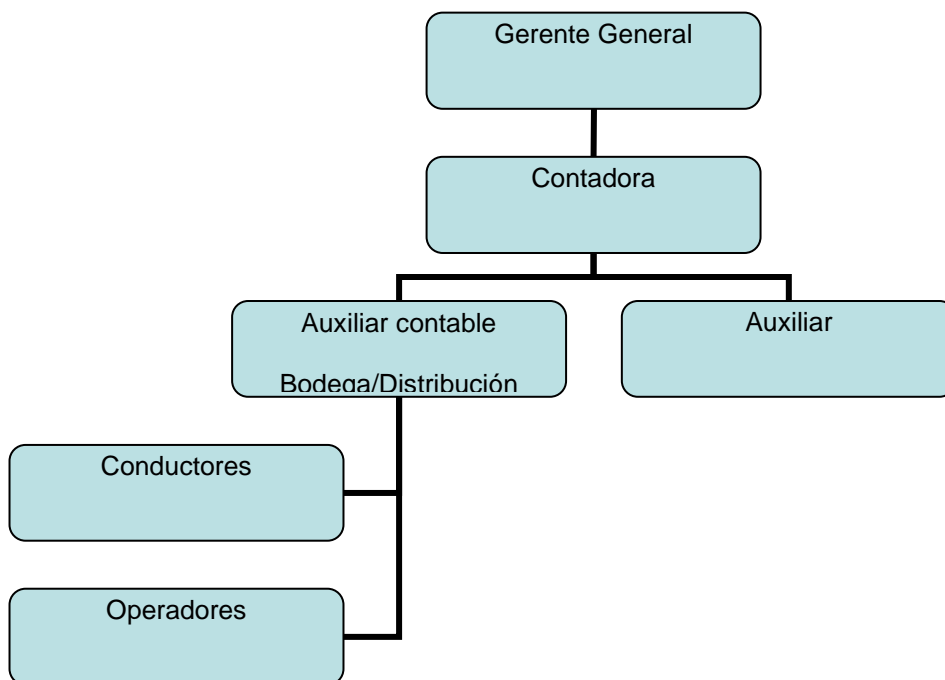 Gerente General
Contadora
Auxiliar contable
Bodega/Distribución
Auxiliar
Conductores
Operadores